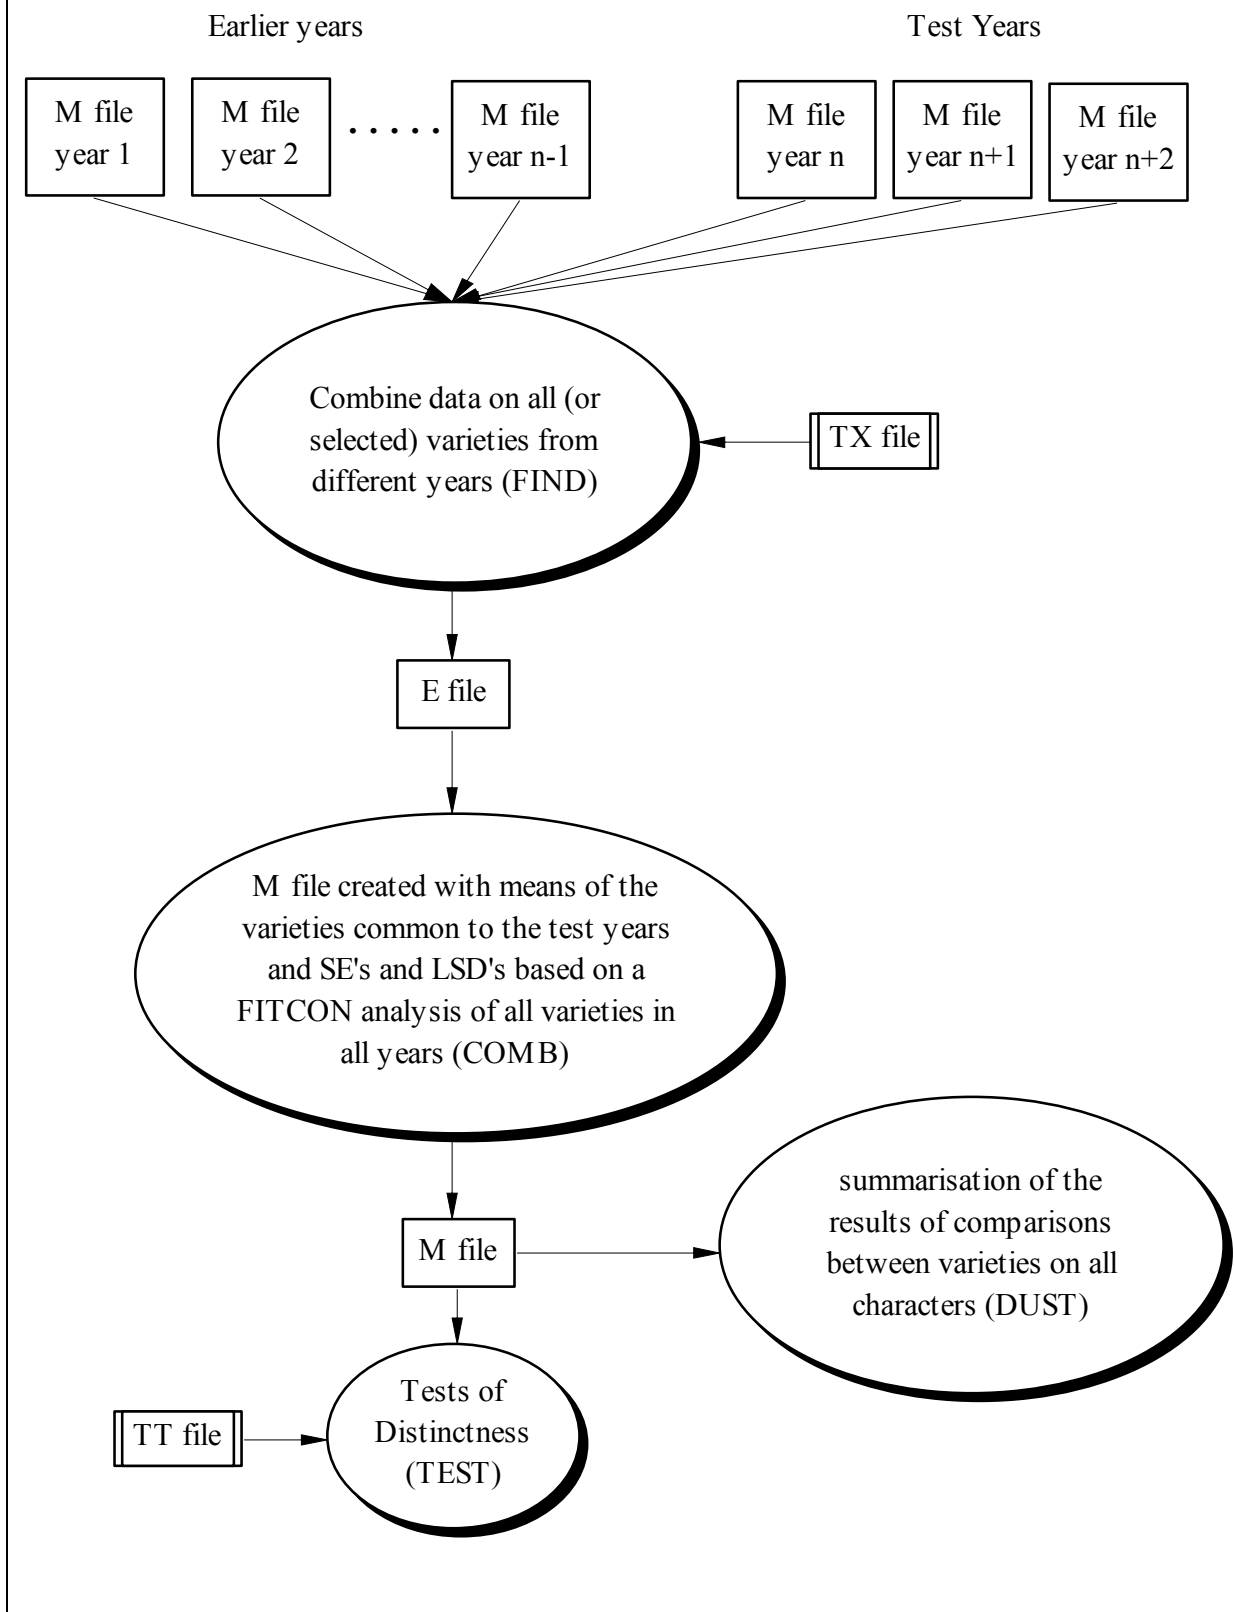 Earlier years
Test Years
M file
year 1
M file
year 2
.....
M file
year n-1
M file
year n
M file
year n+1
M file
year n+2
Combine data on all (or
selected) varieties from
different years (FIND)
TX file
E file
M file created with means of the
varieties common to the test years
and SE's and LSD's based on a
FITCON analysis of all varieties in
all years (COMB)
M file
summarisation of the
results of comparisons
between varieties on all
characters (DUST)
Tests of
Distinctness
(TEST)
TT file